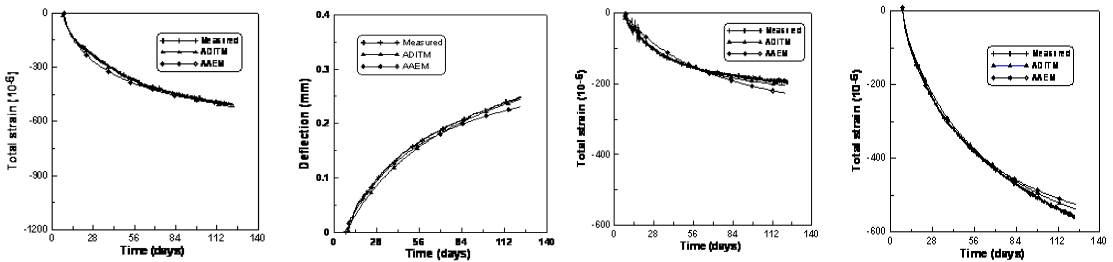 0
-300
-600
-900
-1200
0
28
56
84
112
140
Total strain (10-6)
Time (days)
Measured
ADITM
AAEM
0.4
0.3
0.2
0.1
0
0
28
56
84
112
140
Deflection (mm)
Time (days)
Measured
ADITM
AAEM
0
-200
-400
-600
0
28
56
84
112
140
Total strain (10-6)
Time (days)
Measured
ADITM
AAEM
0
-200
-400
-600
0
28
56
84
112
140
Total strain (10-6)
Time (days)
Measured
ADITM
AAEM